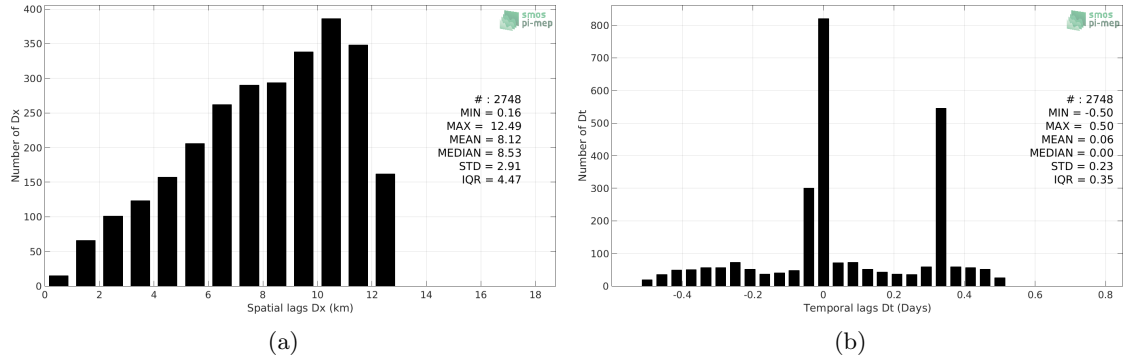 400
350
300
250
200
150
100
50
0
0 2 4 6 8 10 12 14 16 18
Number of Dx
Spatial lags Dx (km)
smos
pi-mep
# : 2748
MIN = 0.16
MAX = 12.49
MEAN = 8.12
MEDIAN = 8.53
STD = 2.91
IQR = 4.47
(a)
800
700
600
500
400
300
200
100
0
-0.4 -0.2 0 0.2 0.4 0.6 0.8
Number of Dt
Temporal lags Dt (Days)
smos
pi-mep
# : 2748
MIN = -0.50
MAX = 0.50
MEAN = 0.06
MEDIAN = 0.00
STD = 0.23
IQR = 0.35
(b)